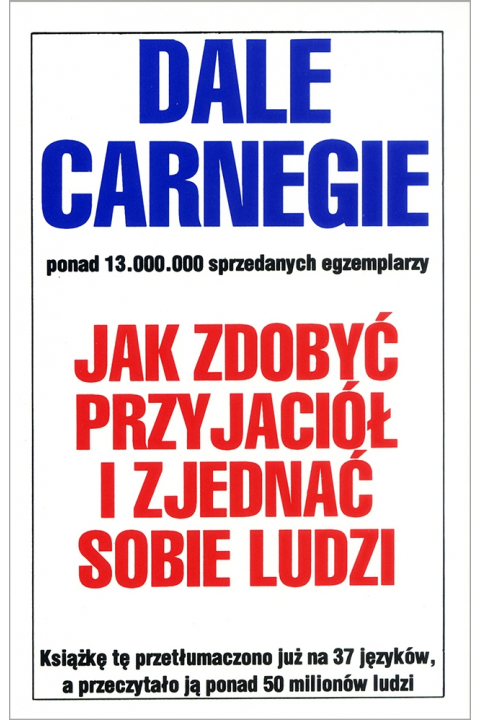 DALE
CARNEGIE
ponad 13.000.000 sprzedanych egzemplarzy
JAK ZDOBYĆ
PRZYJACIÓŁ
I ZJEDNAĆ
SOBIE LUDZI
Książkę tę przetłumaczono już na 37 języków,
a przeczytało ją ponad 50 milionów ludzi